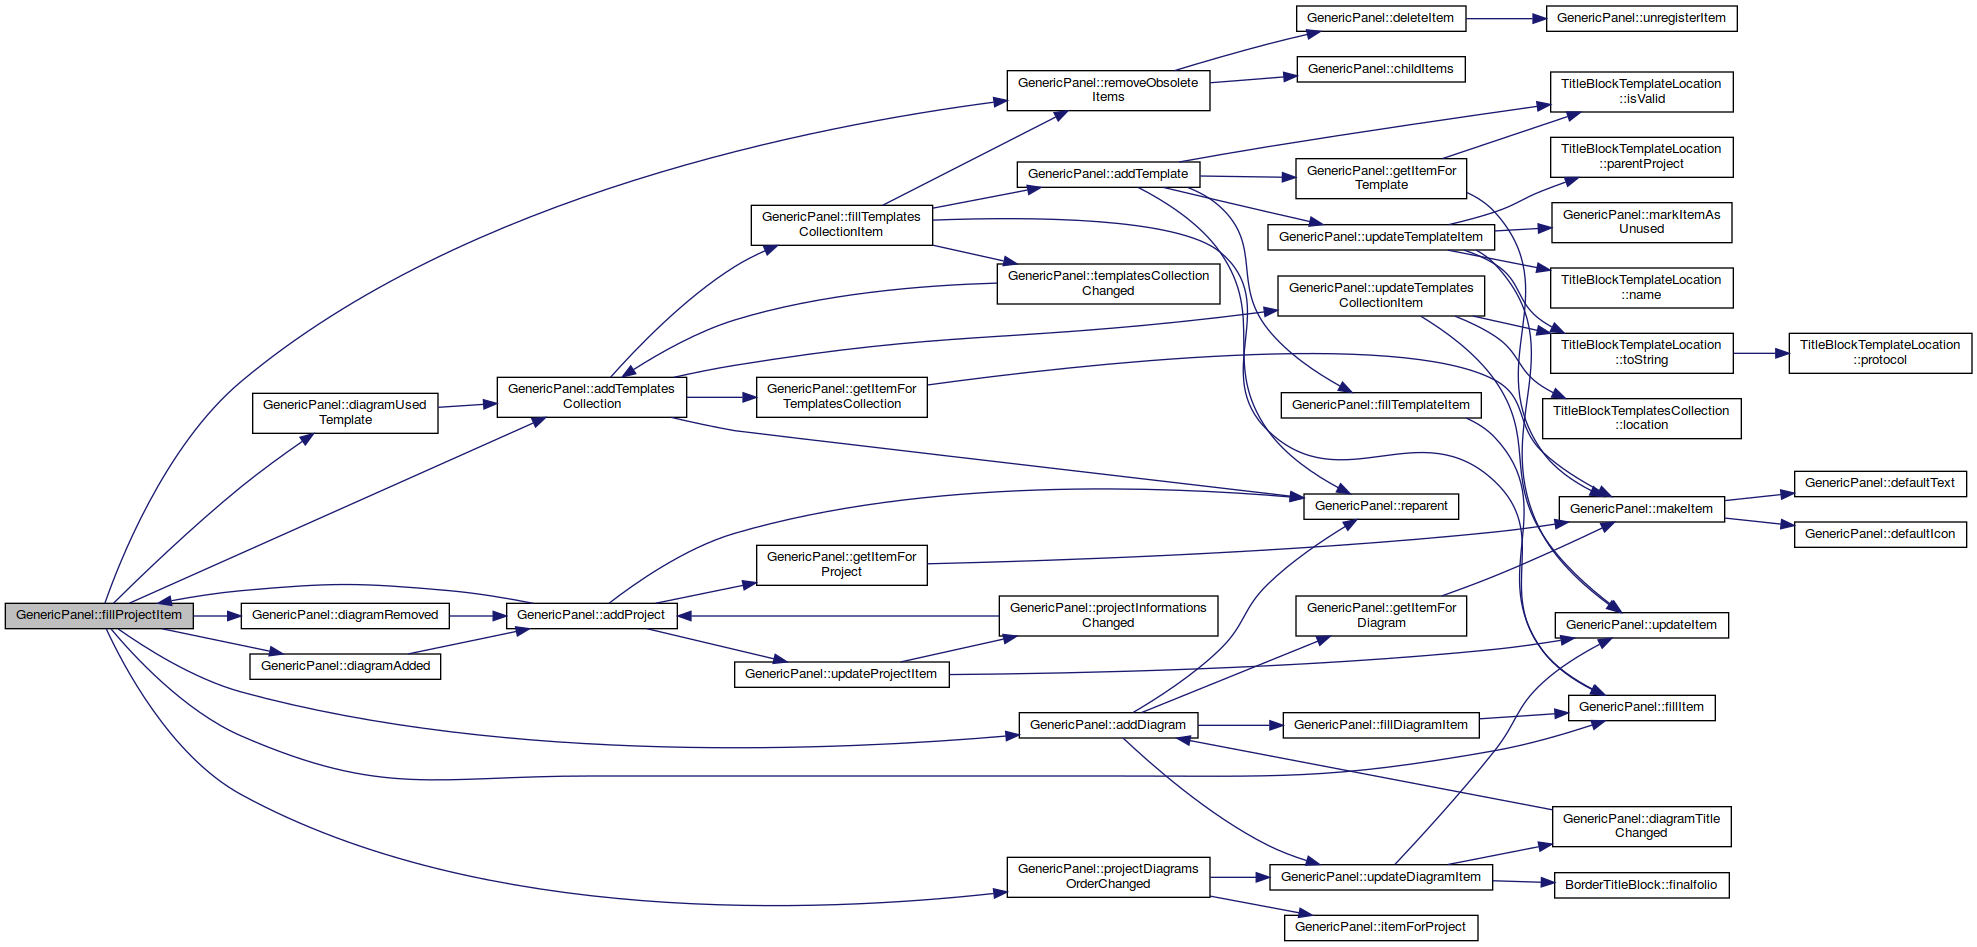 GenericPanel::fillProjectItem
GenericPanel::diagramUsed
Template
GenericPanel::diagramRemoved
GenericPanel::diagramAdded
GenericPanel::addTemplates
Collection
GenericPanel::addProject
GenericPanel::fillTemplates
CollectionItem
GenericPanel::getItemFor
TemplatesCollection
GenericPanel::getItemFor
Project
GenericPanel::updateProjectItem
GenericPanel::removeObsolete
Items
GenericPanel::addTemplate
GenericPanel::templatesCollection
Changed
GenericPanel::projectInformations
Changed
GenericPanel::addDiagram
GenericPanel::projectDiagrams
OrderChanged
GenericPanel::deleteItem
GenericPanel::childItems
GenericPanel::getItemFor
Template
GenericPanel::updateTemplateItem
GenericPanel::updateTemplates
CollectionItem
GenericPanel::fillTemplateItem
GenericPanel::reparent
GenericPanel::getItemFor
Diagram
GenericPanel::fillDiagramItem
GenericPanel::updateDiagramItem
GenericPanel::itemForProject
GenericPanel::unregisterItem
TitleBlockTemplateLocation
::isValid
TitleBlockTemplateLocation
::parentProject
GenericPanel::markItemAs
Unused
TitleBlockTemplateLocation
::name
TitleBlockTemplateLocation
::toString
TitleBlockTemplatesCollection
::location
GenericPanel::makeItem
GenericPanel::updateItem
GenericPanel::fillItem
GenericPanel::diagramTitle
Changed
BorderTitleBlock::finalfolio
TitleBlockTemplateLocation
::protocol
GenericPanel::defaultText
GenericPanel::defaultIcon